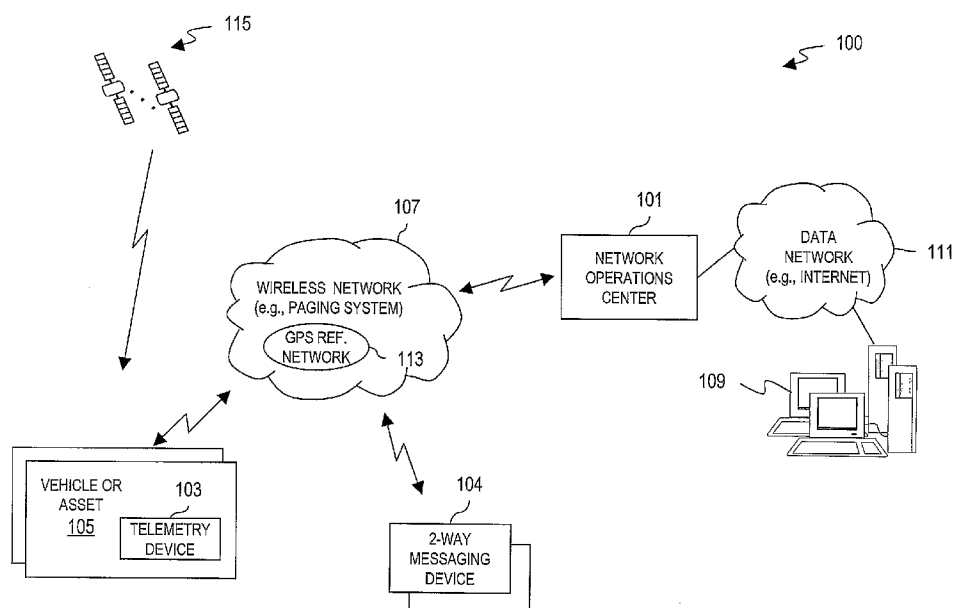 115
100
107
101
WIRELESS NETWORK
(e.g., PAGING SYSTEM)
GPS REF.
NETWORK
113
NETWORK
OPERATIONS
CENTER
DATA
NETWORK
(e.g., INTERNET)
111
109
VEHICLE OR
ASSET
105
103
TELEMETRY
DEVICE
104
2-WAY
MESSAGING
DEVICE